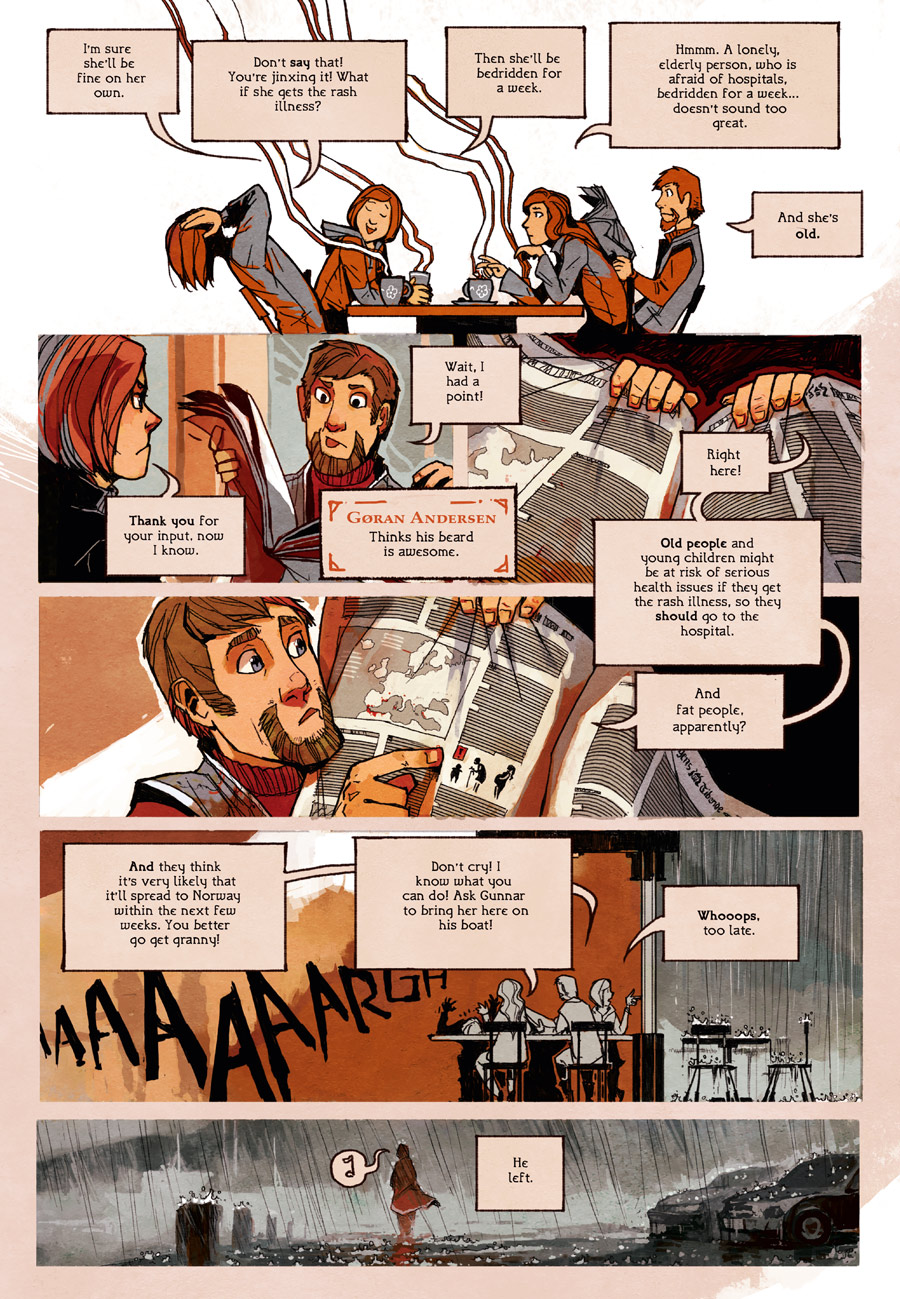 I'm sure
she'll be
fine on her
own.
Don't say that!
You're jinxing it! What
if she gets the rash
illness?
Then she'll be
bedridden for
a week.
Hmmm. A lonely,
elderly person, who is
afraid of hospitals,
bedridden for a week...
doesn't sound too
great.
And she's
old.
Thank you for
your input, now
I know.
Wait, I
had a
point!
Gøran Andersen
Thinks his beard
is awesome.
Right
here!
Old people and
young children might
be at risk of serious
health issues if they get
the rash illness, so they
should go to the
hospital.
And
fat people,
apparently?
And they think
it's very likely that
it'll spread to Norway
within the next few
weeks. You better
go get granny!
Don't cry! I
know what you
can do! Ask Gunnar
to bring her here on
his boat!
Whooops,
too late.
AAAAAAAARGH
He
left.